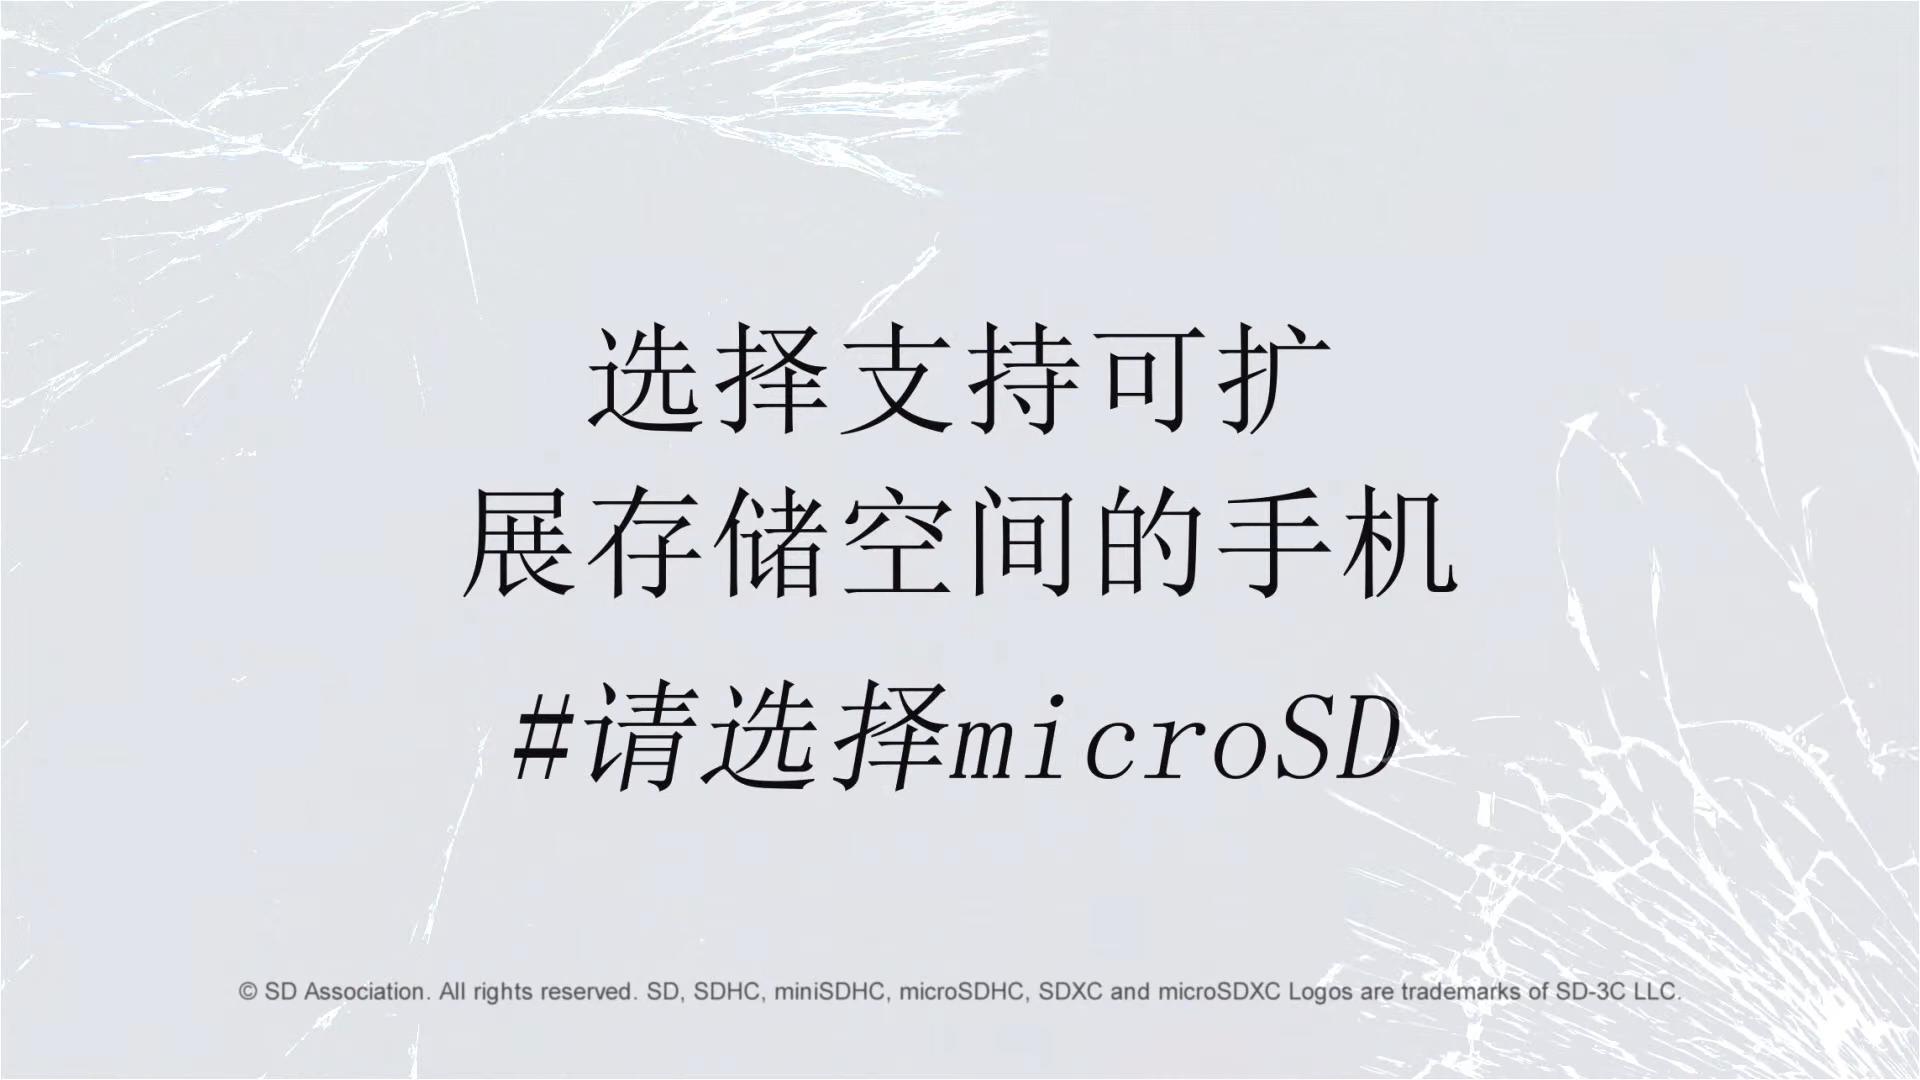 选择支持可扩
展存储空间的手机
#请选择microSD
© SD Association. All rights reserved. SD, SDHC, miniSDHC, microSDHC, SDXC and microSDXC Logos are trademarks of SD-3C LLC.